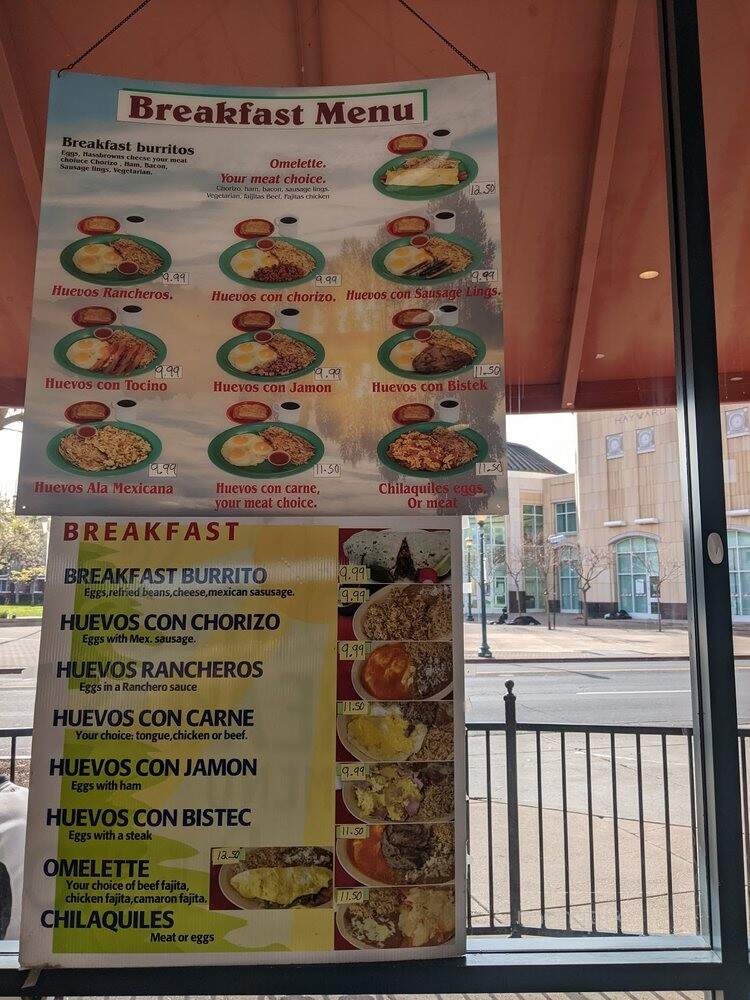 Breakfast Menu
Breakfast burritos
Eggs, Hassbrowns cheese your meat
choiuce Chorizo , Ham, Bacon,
Sausage lings, Vegetarian.
Omelette.
Your meat choice.
Chorizo, ham, bacon, sausage lings.
Vegetarian, faijitas Beef, Fajitas chicken
12.50
9.99
9.99
9.99
Huevos Rancheros.
Huevos con chorizo.
Huevos con Sausage Lings.
9.99
9.99
11.50
Huevos con Tocino
Huevos con Jamon
Huevos con Bistek
9.99
11.50
11.50
Huevos Ala Mexicana
Huevos con carne,
your meat choice.
Chilaquiles eggs.
Or meat
HAYWARD
BREAKFAST
BREAKFAST BURRITO
9.99
Eggs,refried beans,cheese,mexican sasusage.
9.99
HUEVOS CON CHORIZO
Eggs with Mex. sausage.
9.99
HUEVOS RANCHEROS
Eggs in a Ranchero sauce
11.50
HUEVOS CON CARNE
Your choice: tongue,chicken or beef.
HUEVOS CON JAMON
9.99
Eggs with ham
HUEVOS CON BISTEC
11.50
Eggs with a steak
12.50
OMELETTE
Your choice of beef fajita,
chicken fajita,camaron fajita.
11.50
CHILAQUILES
Meat or eggs